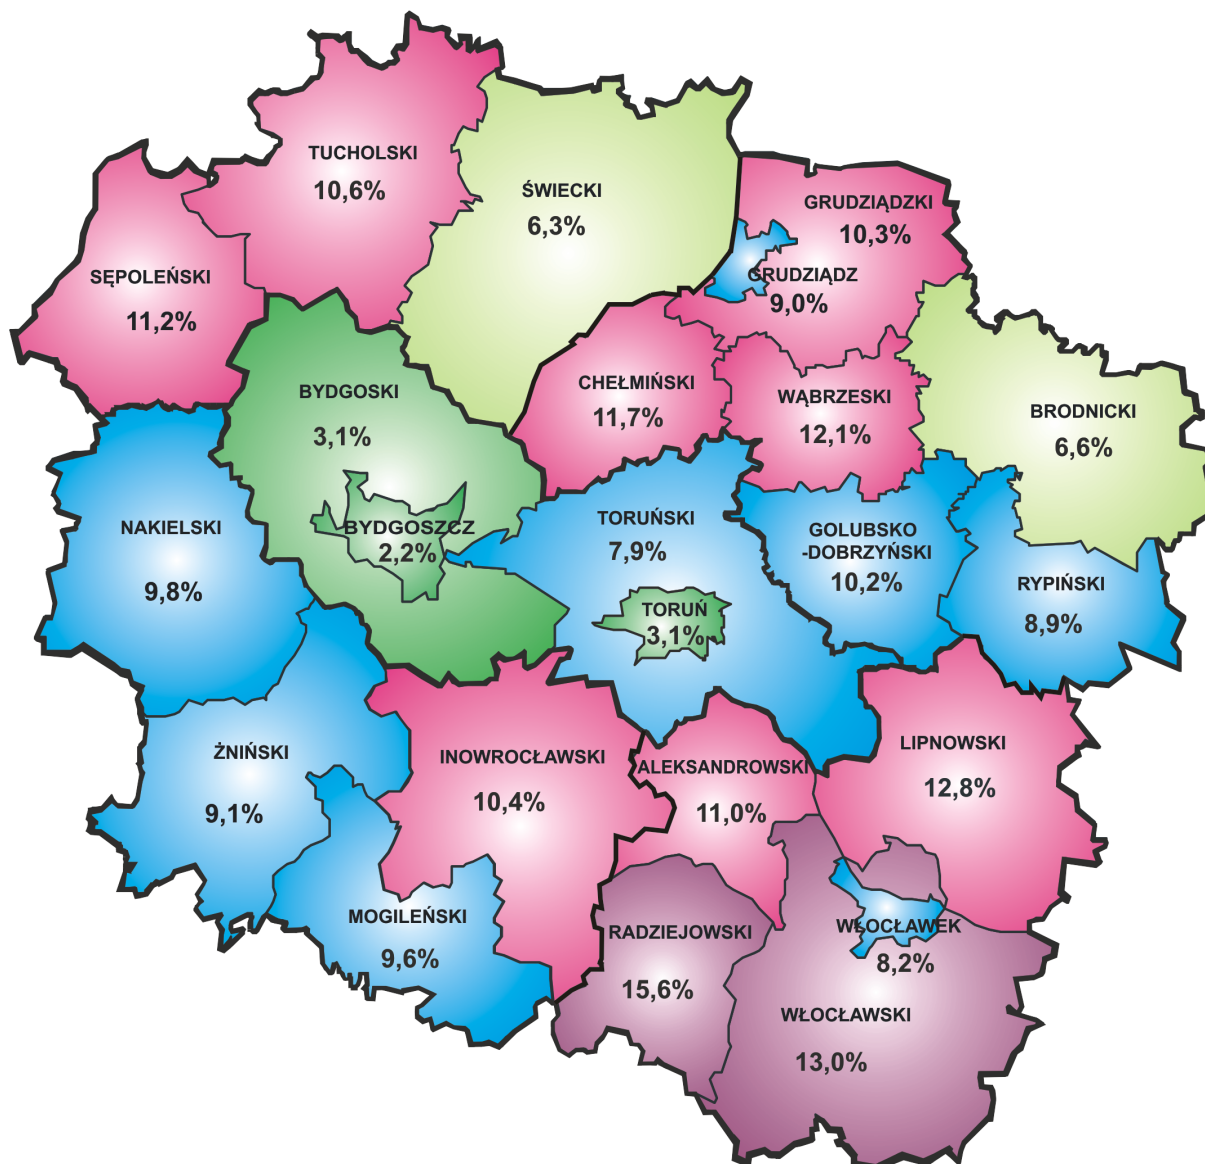 TUCHOLSKI
10,6%
ŚWIECKI
6,3%
GRUDZIĄDZKI
10,3%
GRUDZIĄDZ
9,0%
SĘPOLEŃSKI
11,2%
BYDGOSKI
3,1%
CHEŁMIŃSKI
11,7%
WĄBRZESKI
12,1%
BRODNICKI
6,6%
NAKIELSKI
9,8%
BYDGOSZCZ
2,2%
TORUŃSKI
7,9%
GOLUBSKO
-DOBRZYŃSKI
10,2%
RYPIŃSKI
8,9%
TORUŃ
3,1%
ŻNIŃSKI
9,1%
INOWROCŁAWSKI
10,4%
ALEKSANDROWSKI
11,0%
LIPNOWSKI
12,8%
MOGILEŃSKI
9,6%
RADZIEJOWSKI
15,6%
WŁOCŁAWEK
8,2%
WŁOCŁAWSKI
13,0%